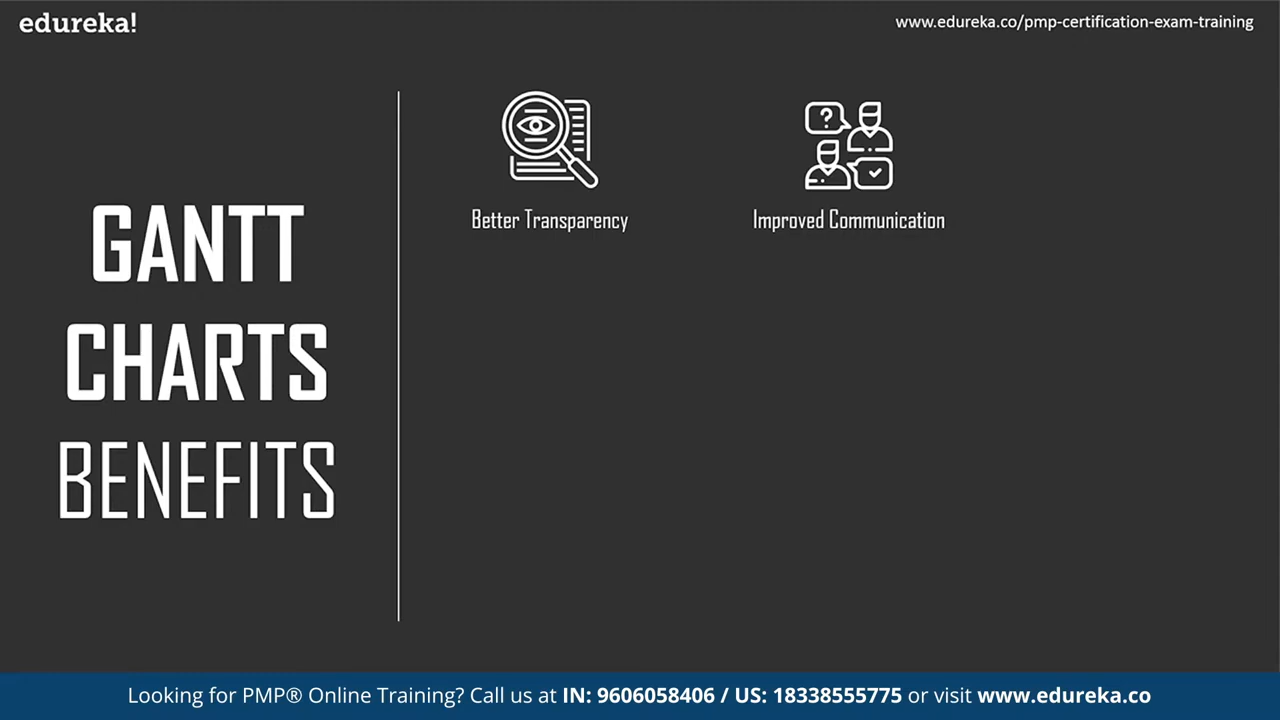 edureka!
www.edureka.co/pmp-certification-exam-training
GANTT
CHARTS
BENEFITS
?
Better Transparency
Improved Communication
Looking for PMP® Online Training? Call us at IN: 9606058406 / US: 18338555775 or visit www.edureka.co